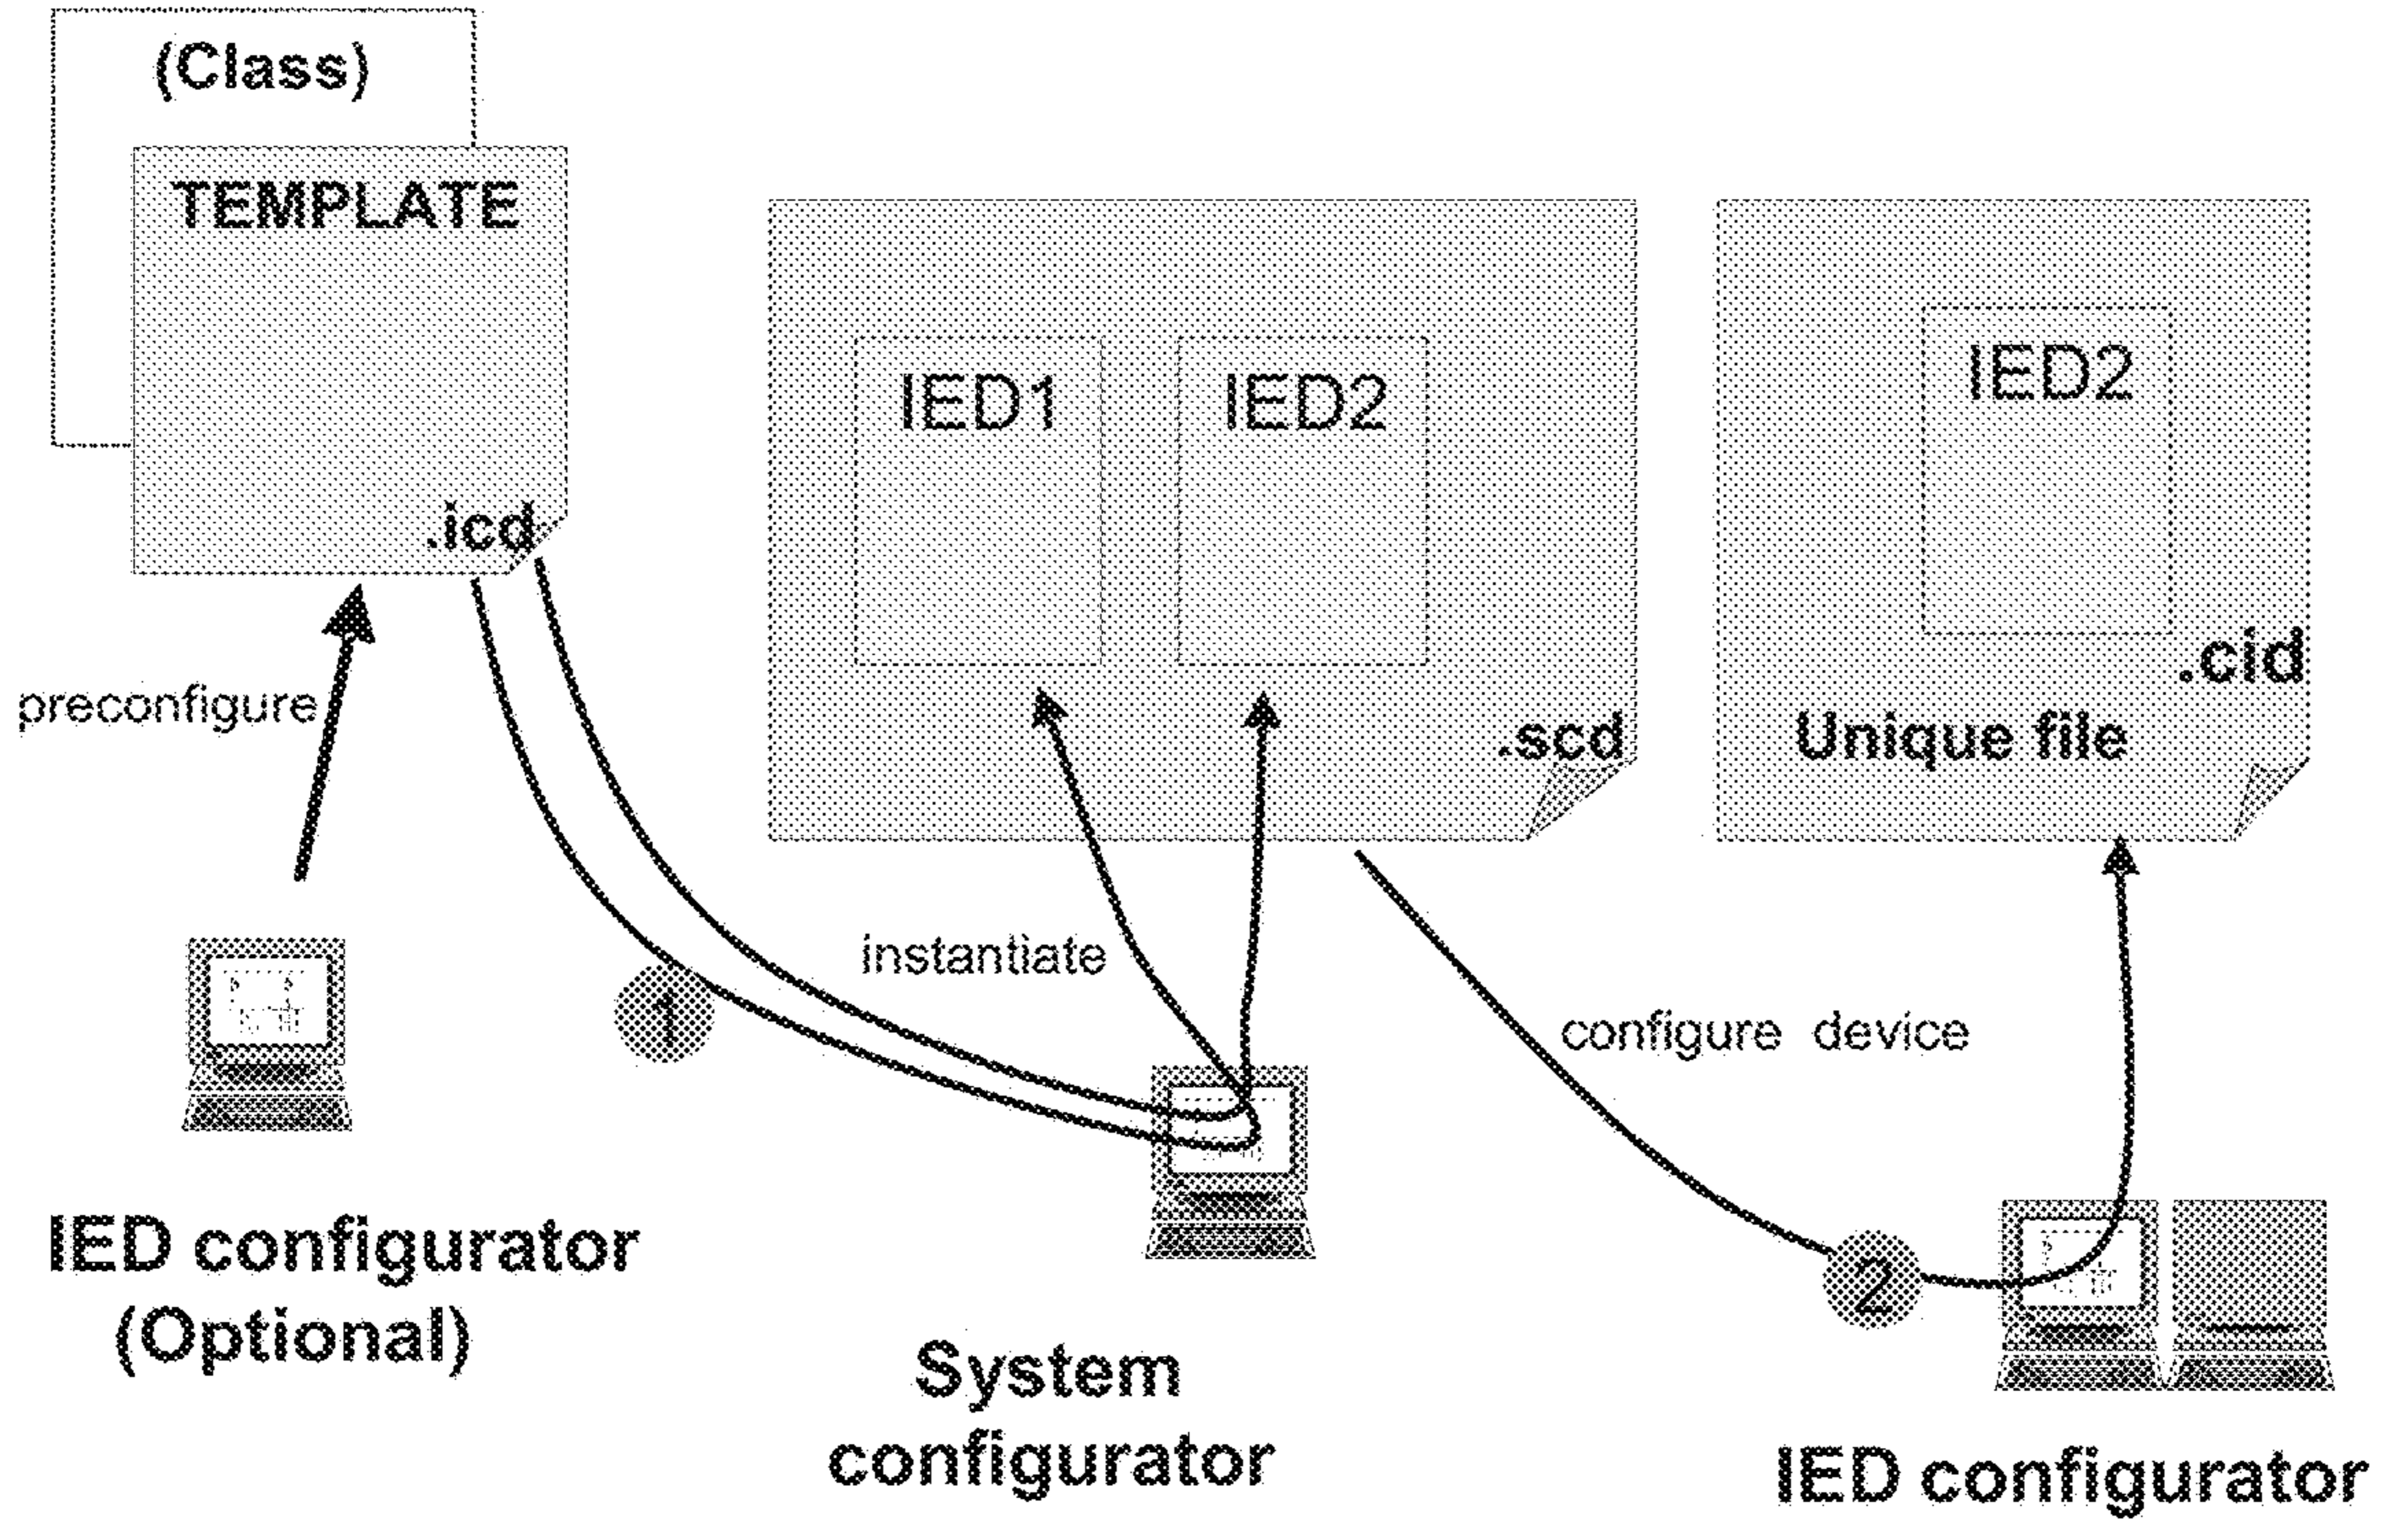 (Class)
TEMPLATE
.icd
preconfigure
IED configurator
(Optional)
1
instantiate
IED1
IED2
.scd
System
configurator
configure device
2
IED2
.cid
Unique file
IED configurator